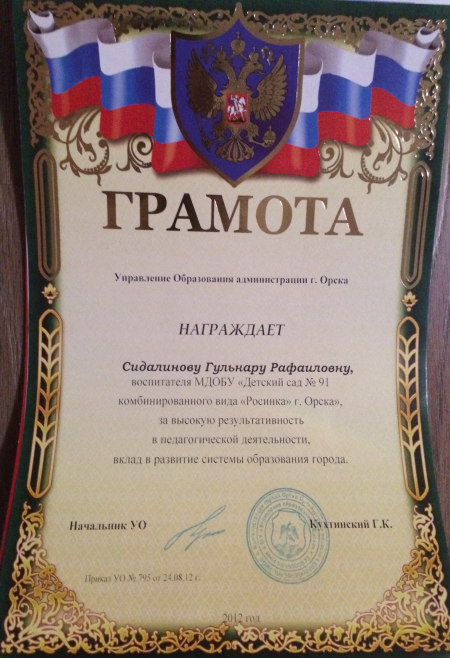 ГРАМОТА
Управление Образования администрации г. Орска
НАГРАЖДАЕТ
Сидалинову Гульнару Рафаиловну,
воспитателя МДОБУ «Детский сад № 91
комбинированного вида «Росинка» г. Орска»,
за высокую результативность
в педагогической деятельности,
вклад в развитие системы образования города.
Начальник УО
Кухтинский Г.К.
Приказ УО № 795 от 24.08.12 г.
2012 год